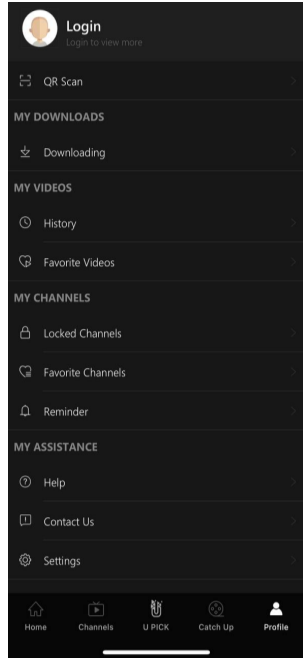 Login
Login to view more
QR Scan
MY DOWNLOADS
Downloading
MY VIDEOS
History
Favorite Videos
MY CHANNELS
Locked Channels
Favorite Channels
Reminder
MY ASSISTANCE
Help
Contact Us
Settings
Home Channels U PICK Catch Up Profile